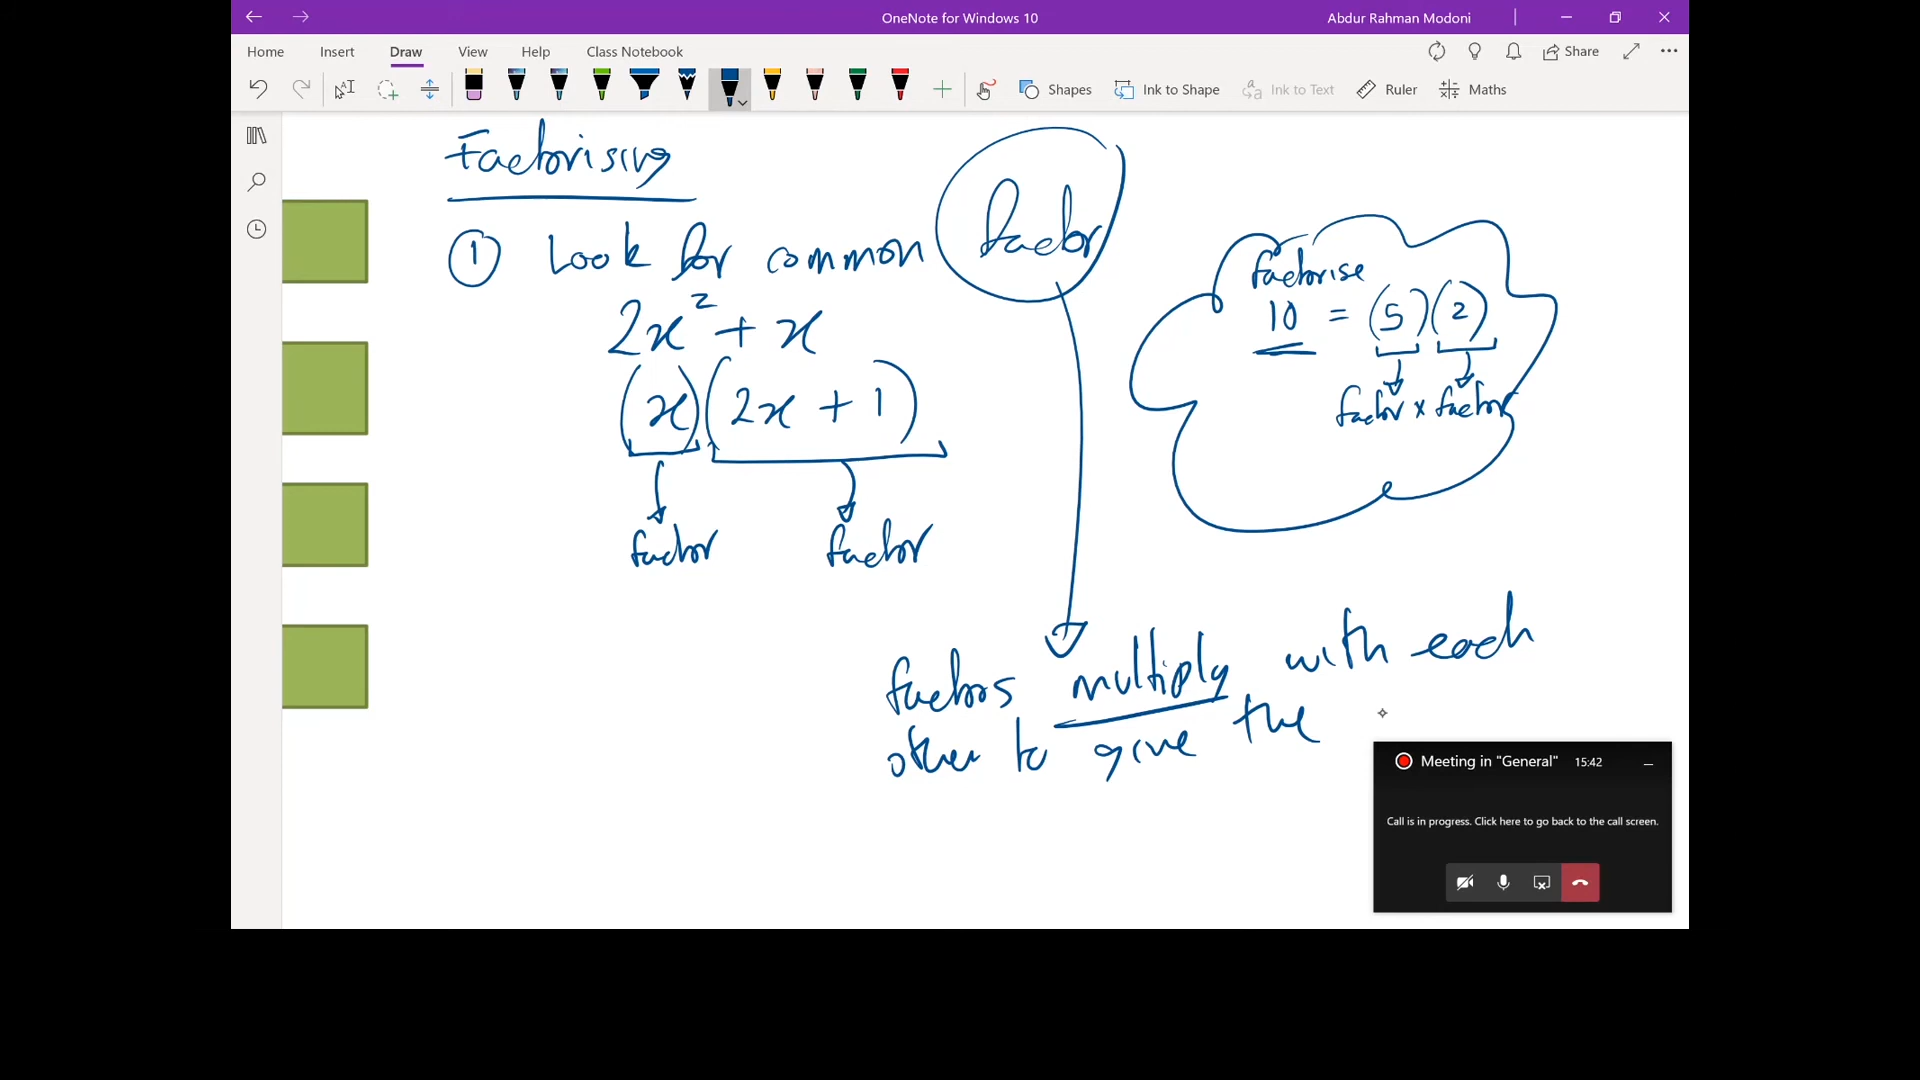 OneNote for Windows 10
Abdur Rahman Modoni
Home Insert Draw View Help Class Notebook
Share
Shapes Ink to Shape Ink to Text Ruler Maths
Factorising
① Look for common factor
2x² + x
(x)(2x + 1)
factor factor
factorise
10 = (5)(2)
factor x factor
factors multiply with each
other to give the
Meeting in "General" 15:42
Call is in progress. Click here to go back to the call screen.